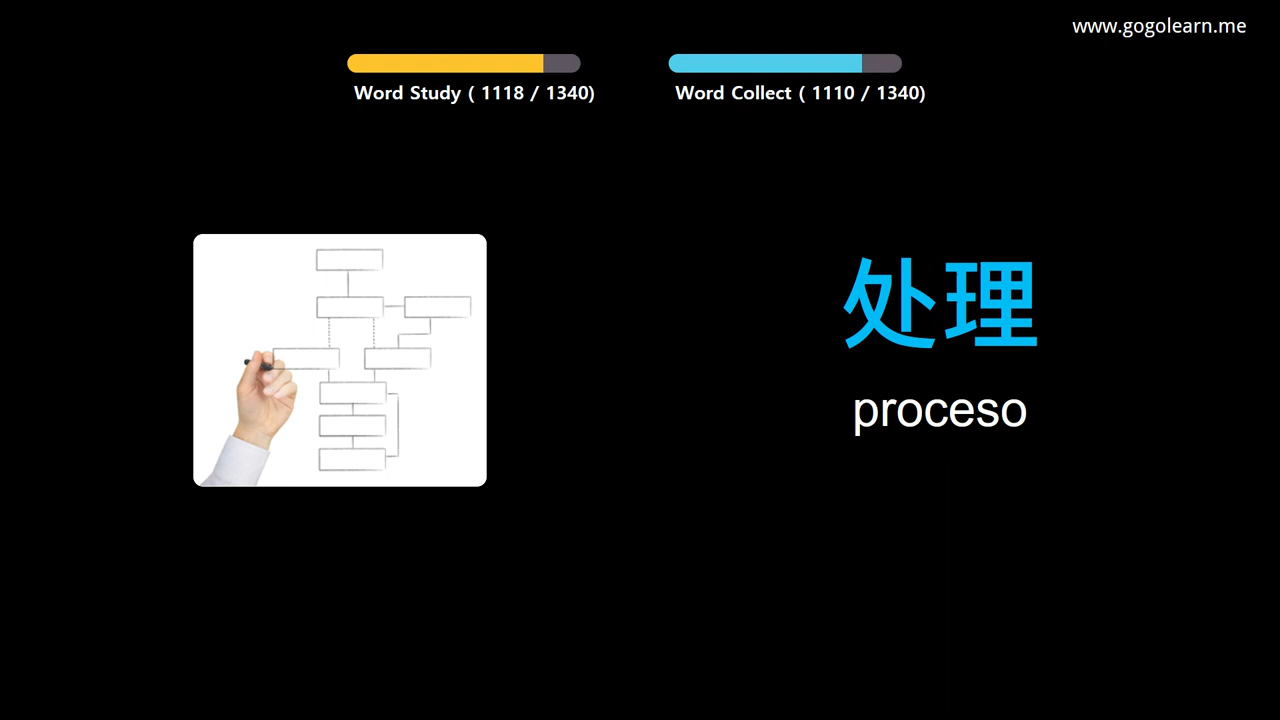 www.gogolearn.me
Word Study ( 1118 / 1340)
Word Collect ( 1110 / 1340)
处理
proceso